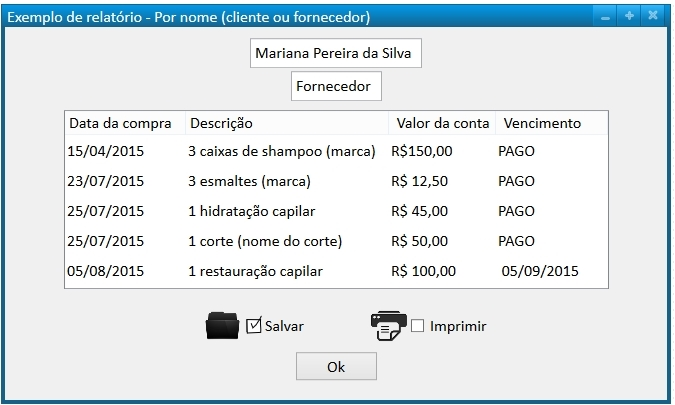 Exemplo de relatório - Por nome (cliente ou fornecedor)
Mariana Pereira da Silva
Fornecedor
Data da compra Descrição Valor da conta Vencimento
15/04/2015 3 caixas de shampoo (marca) R$150,00 PAGO
23/07/2015 3 esmaltes (marca) R$ 12,50 PAGO
25/07/2015 1 hidratação capilar R$ 45,00 PAGO
25/07/2015 1 corte (nome do corte) R$ 50,00 PAGO
05/08/2015 1 restauração capilar R$ 100,00 05/09/2015
Salvar Imprimir
Ok